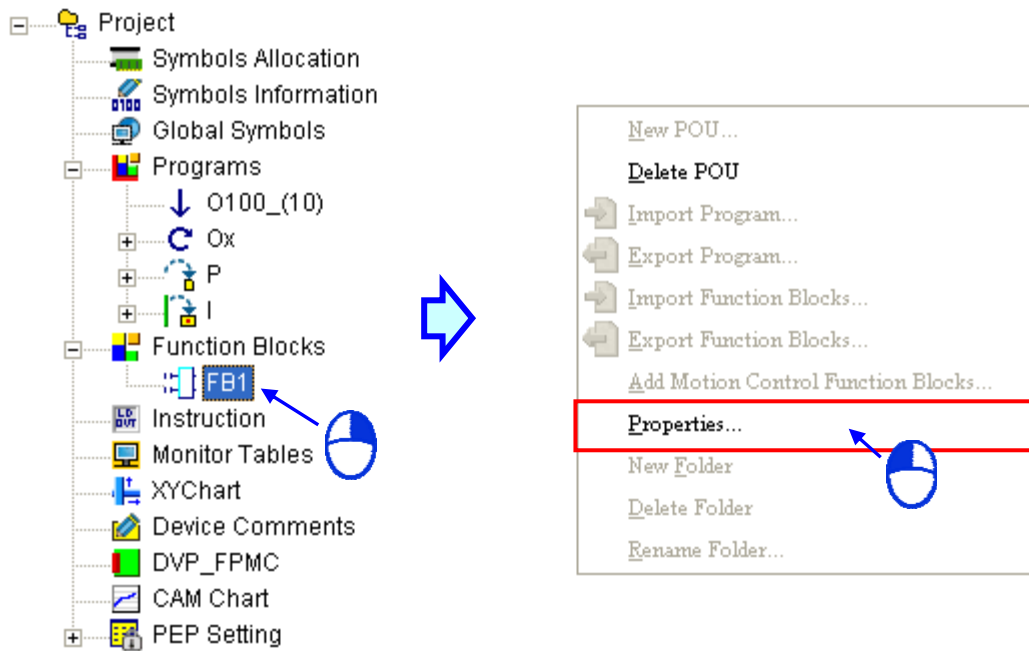 Project
Symbols Allocation
Symbols Information
Global Symbols
Programs
O100_(10)
Ox
P
I
Function Blocks
FB1
Instruction
Monitor Tables
XYChart
Device Comments
DVP_FPMC
CAM Chart
PEP Setting
New POU...
Delete POU
Import Program...
Export Program...
Import Function Blocks...
Export Function Blocks...
Add Motion Control Function Blocks...
Properties...
New Folder
Delete Folder
Rename Folder...